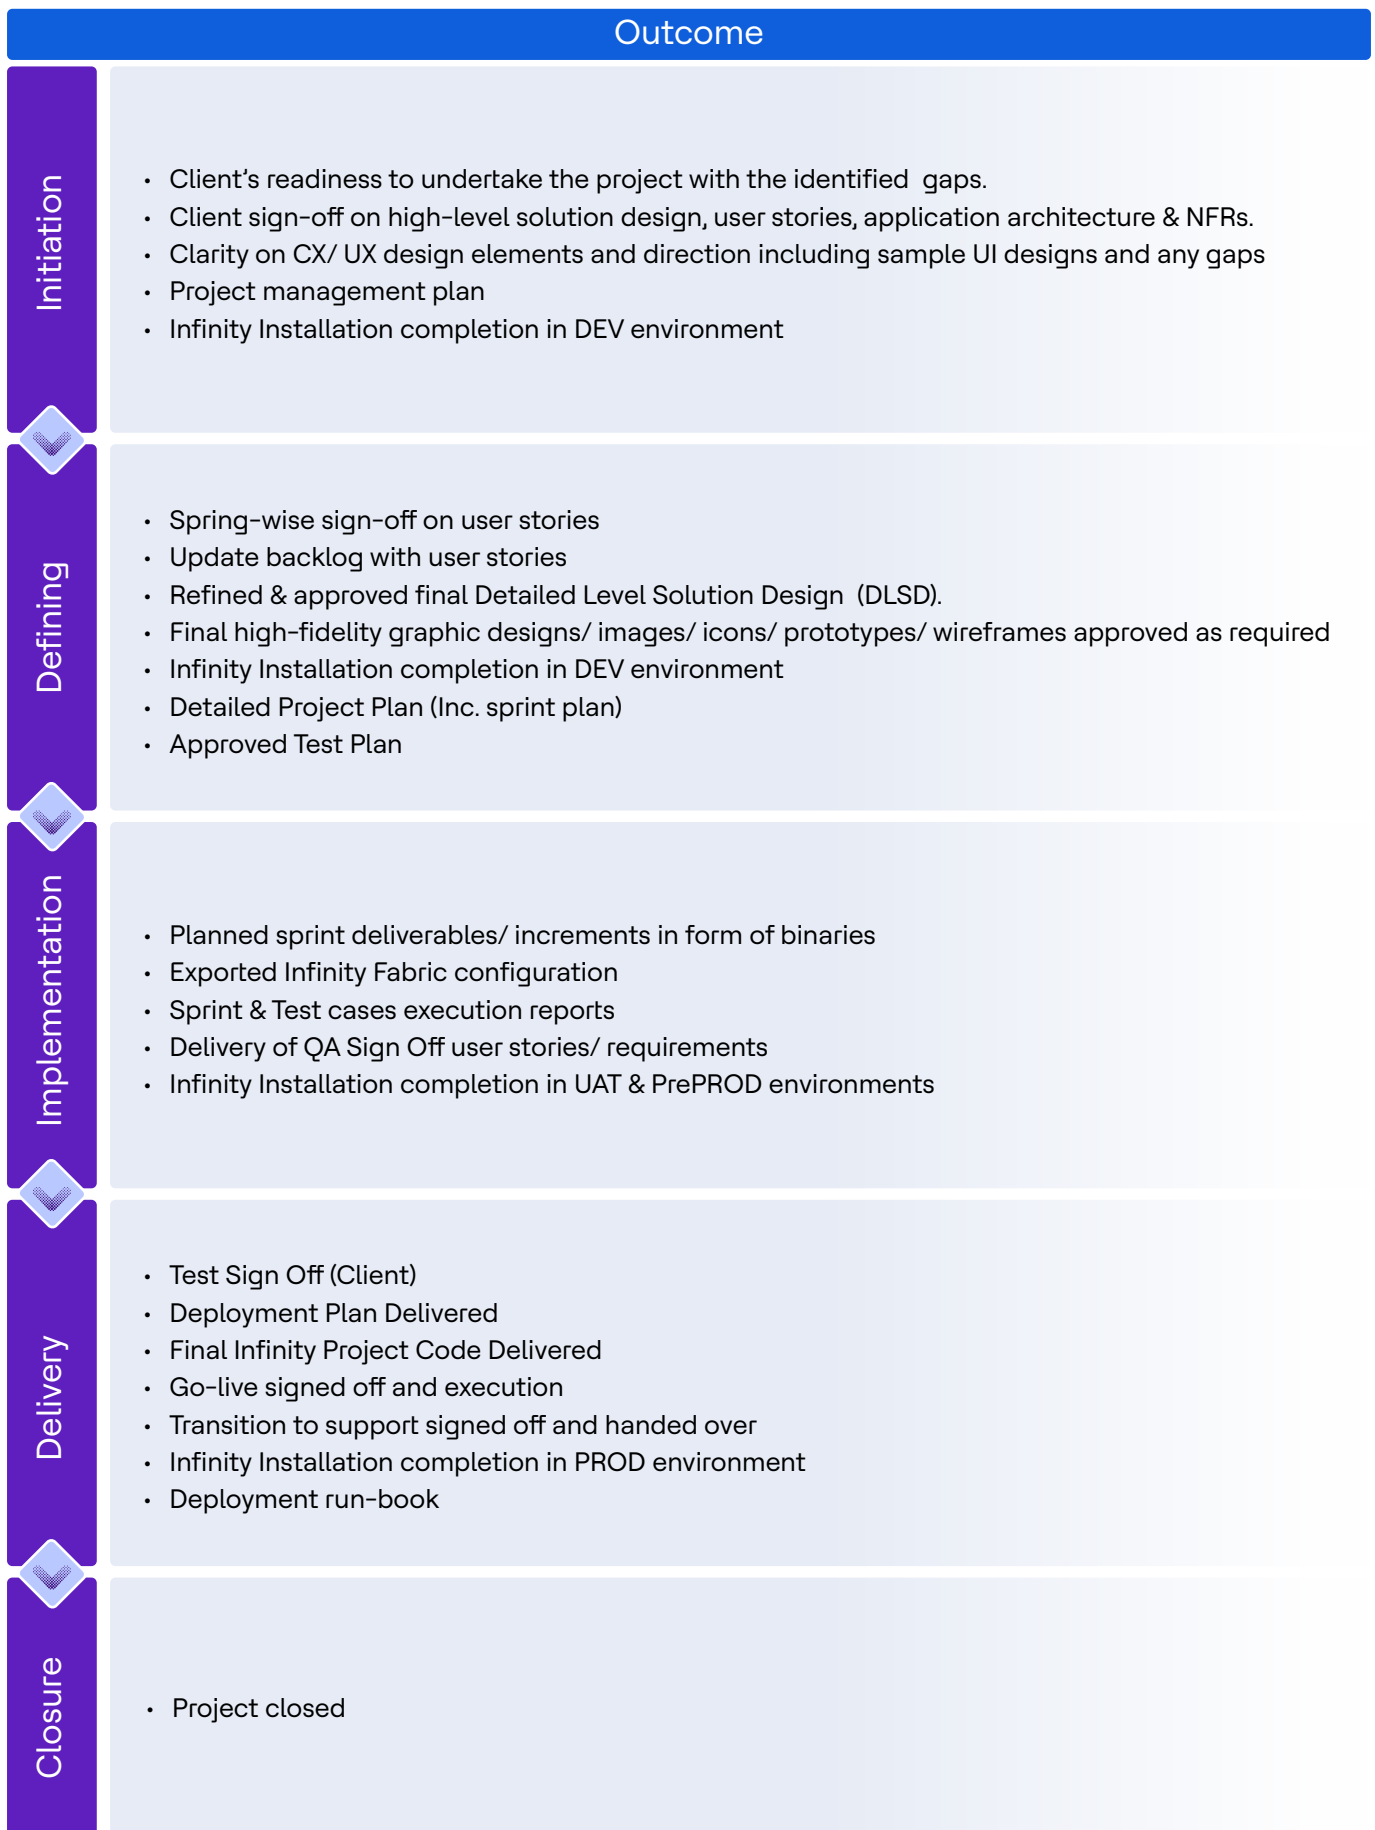 Outcome
Initiation
• Client's readiness to undertake the project with the identified  gaps.
• Client sign-off on high-level solution design, user stories, application architecture & NFRs.
• Clarity on CX/ UX design elements and direction including sample UI designs and any gaps
• Project management plan
• Infinity Installation completion in DEV environment
Defining
• Spring-wise sign-off on user stories
• Update backlog with user stories
• Refined & approved final Detailed Level Solution Design  (DLSD).
• Final high-fidelity graphic designs/ images/ icons/ prototypes/ wireframes approved as required
• Infinity Installation completion in DEV environment
• Detailed Project Plan (Inc. sprint plan)
• Approved Test Plan
Implementation
• Planned sprint deliverables/ increments in form of binaries
• Exported Infinity Fabric configuration
• Sprint & Test cases execution reports
• Delivery of QA Sign Off user stories/ requirements
• Infinity Installation completion in UAT & PrePROD environments
Delivery
• Test Sign Off (Client)
• Deployment Plan Delivered
• Final Infinity Project Code Delivered
• Go-live signed off and execution
• Transition to support signed off and handed over
• Infinity Installation completion in PROD environment
• Deployment run-book
Closure
• Project closed